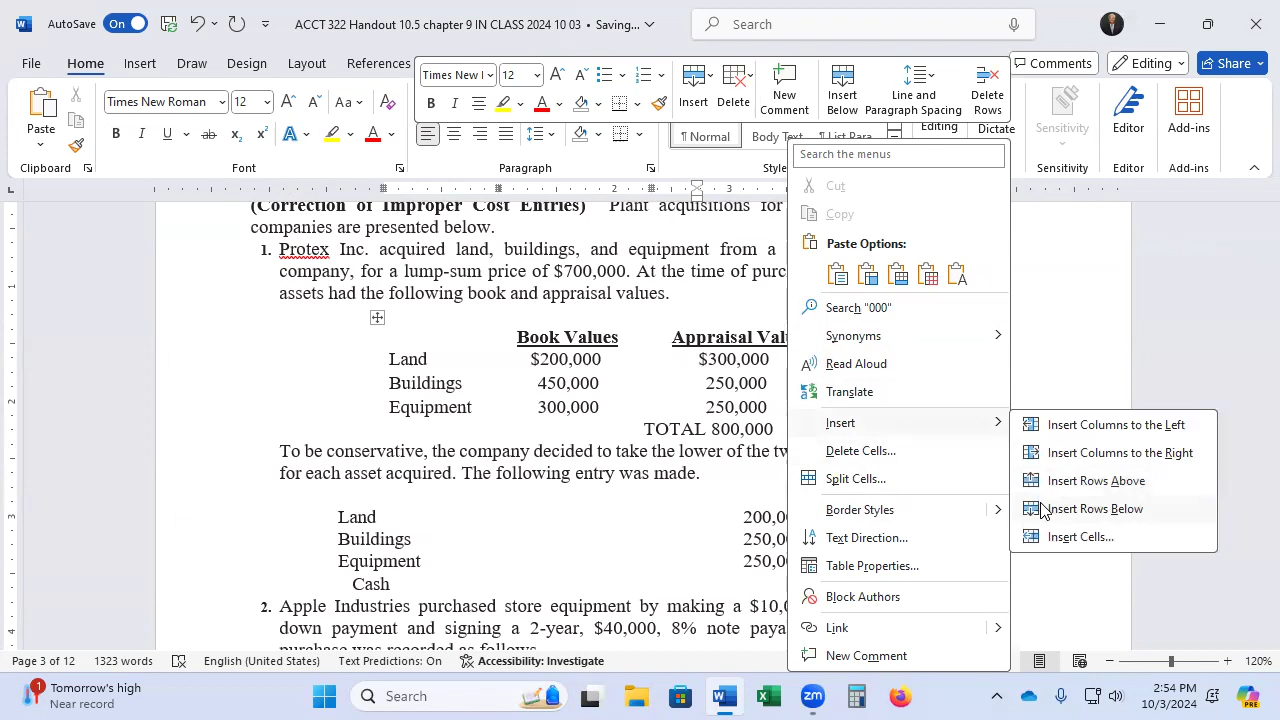 AutoSave On ACCT 322 Handout 10.5 chapter 9 IN CLASS 2024 10 03 • Saving... Search
File Home Insert Draw Design Layout References Comments Editing Share
Times New 12 Insert Delete New Comment Insert Below Line and Paragraph Spacing Delete Rows
Paste Times New Roman 12 Aa
¶ Normal Body Text ¶ List Para Editing Dictate Sensitivity Editor Add-ins
Clipboard Font Paragraph Sensitivity Editor Add-ins
(Correction of Improper Cost Entries) Plant acquisitions for
companies are presented below.
1. Protex Inc. acquired land, buildings, and equipment from a
company, for a lump-sum price of $700,000. At the time of
assets had the following book and appraisal values.
Book Values Appraisal
Land $200,000 $300,000
Buildings 450,000 250,000
Equipment 300,000 250,000
TOTAL 800,000
To be conservative, the company decided to take the lower of the
for each asset acquired. The following entry was made.
Land
Buildings
Equipment
Cash
2. Apple Industries purchased store equipment by making a
down payment and signing a 2-year, $40,000, 8% note
purchase was recorded as follows
Search the menus
Cut
Copy
Paste Options:
Search "000"
Synonyms
Read Aloud
Translate
Insert
Delete Cells...
Split Cells...
Border Styles
Text Direction...
Table Properties...
Block Authors
Link
New Comment
Insert Columns to the Left
Insert Columns to the Right
Insert Rows Above
Insert Rows Below
Insert Cells...
Page 3 of 12 1323 words English (United States) Text Predictions: On Accessibility: Investigate 120%
1 Tomorrow's high
Near record
Search
2:54 PM
10/3/2024